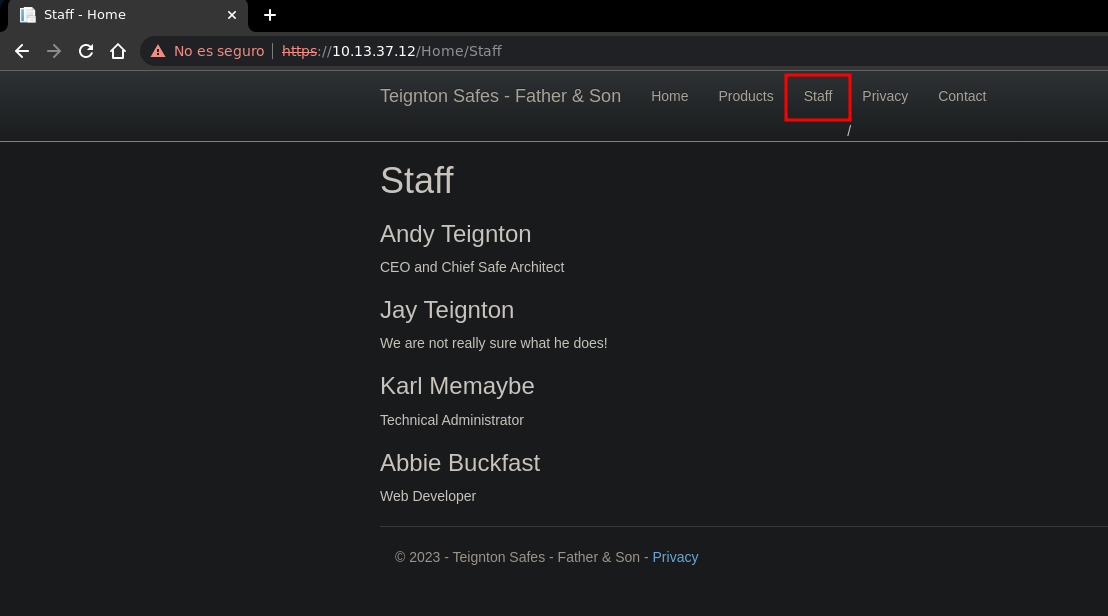 Staff - Home
No es seguro https://10.13.37.12/Home/Staff
Teignton Safes - Father & Son Home Products Staff Privacy Contact
/
Staff
Andy Teignton
CEO and Chief Safe Architect
Jay Teignton
We are not really sure what he does!
Karl Memaybe
Technical Administrator
Abbie Buckfast
Web Developer
© 2023 - Teignton Safes - Father & Son - Privacy